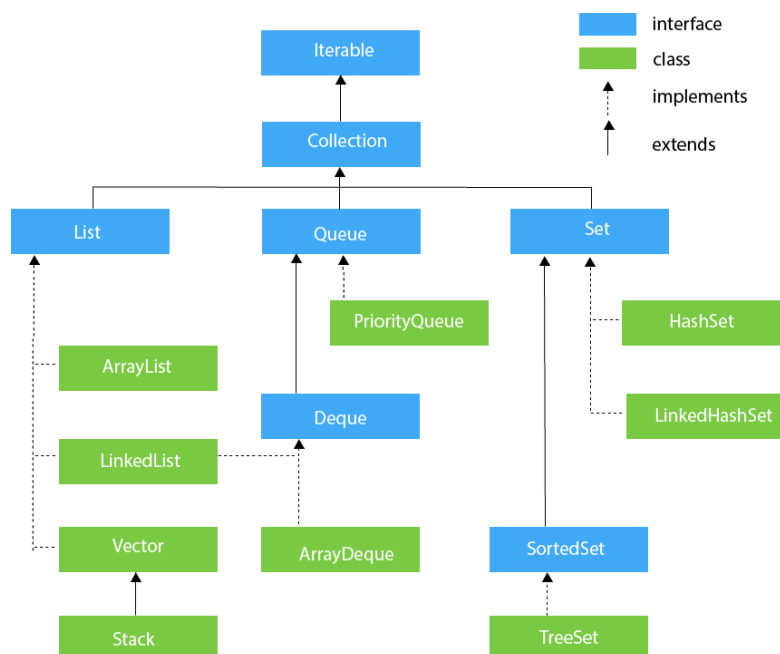 interface
Iterable
class
implements
Collection
extends
List
Queue
Set
PriorityQueue
HashSet
ArrayList
Deque
LinkedHashSet
LinkedList
Vector
ArrayDeque
SortedSet
Stack
TreeSet